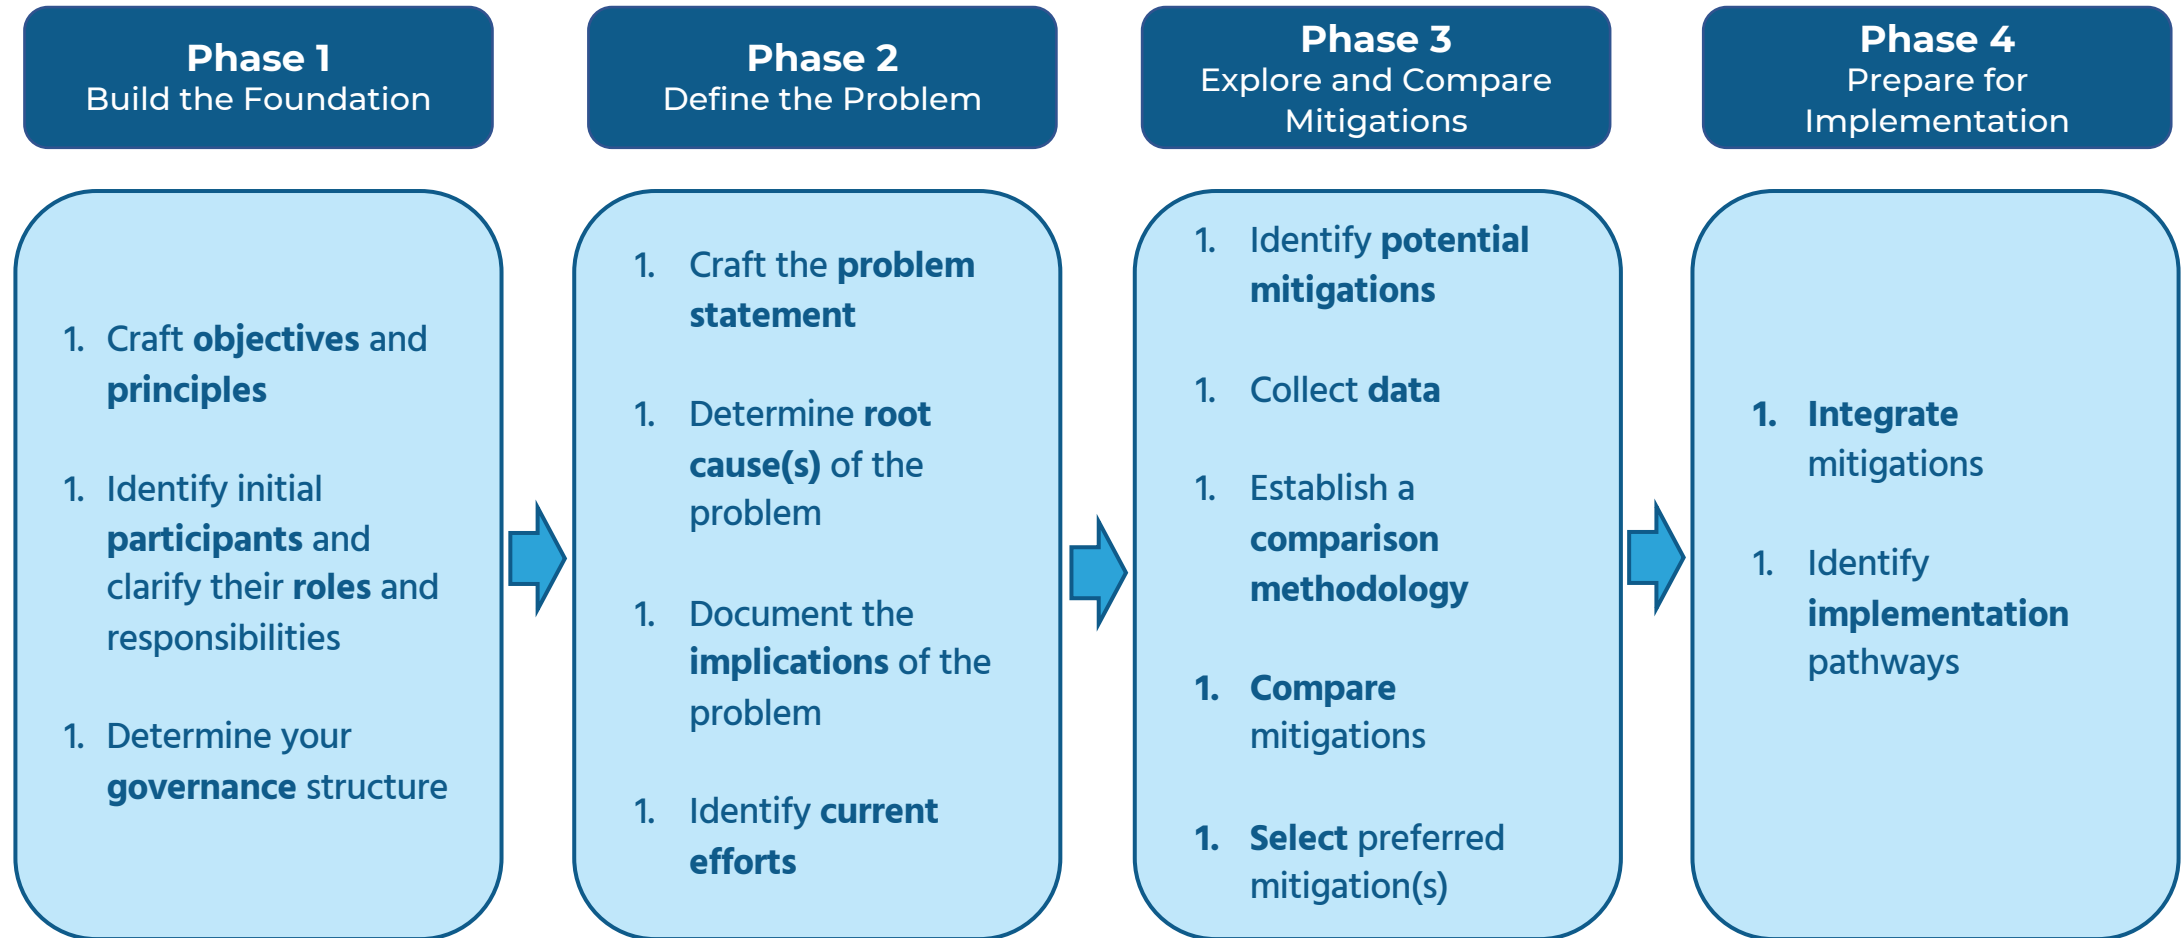 Phase 1
Build the Foundation
Phase 2
Define the Problem
Phase 3
Explore and Compare
Mitigations
Phase 4
Prepare for
Implementation
1. Craft objectives and
principles
1. Identify initial
participants and
clarify their roles and
responsibilities
1. Determine your
governance structure
1. Craft the problem
statement
1. Determine root
cause(s) of the
problem
1. Document the
implications of the
problem
1. Identify current
efforts
1. Identify potential
mitigations
1. Collect data
1. Establish a
comparison
methodology
1. Compare
mitigations
1. Select preferred
mitigation(s)
1. Integrate
mitigations
1. Identify
implementation
pathways